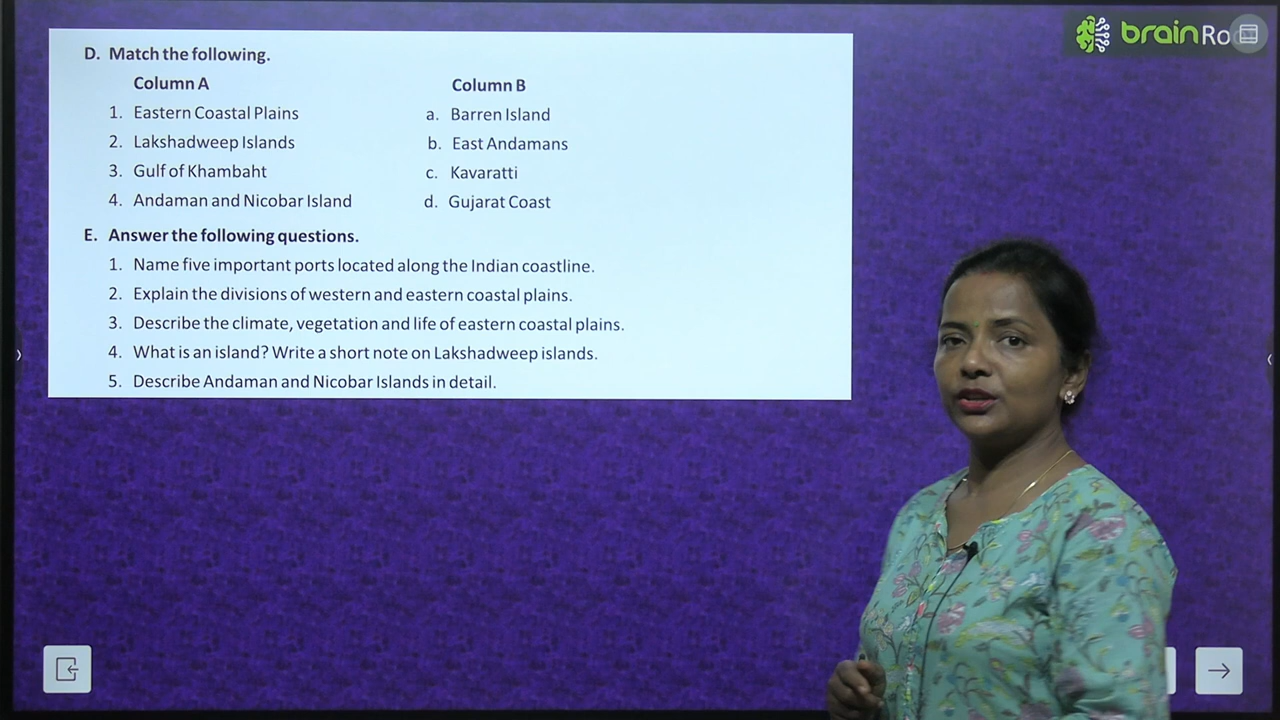 brainRo
D. Match the following.
Column A Column B
1. Eastern Coastal Plains a. Barren Island
2. Lakshadweep Islands b. East Andamans
3. Gulf of Khambaht c. Kavaratti
4. Andaman and Nicobar Island d. Gujarat Coast
E. Answer the following questions.
1. Name five important ports located along the Indian coastline.
2. Explain the divisions of western and eastern coastal plains.
3. Describe the climate, vegetation and life of eastern coastal plains.
4. What is an island? Write a short note on Lakshadweep islands.
5. Describe Andaman and Nicobar Islands in detail.